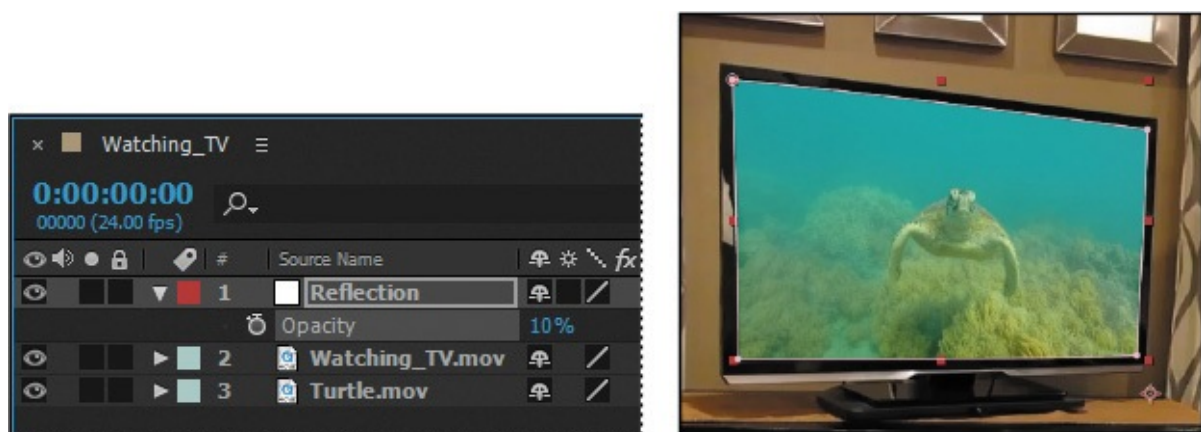 Watching_TV
0:00:00:00
00000 (24.00 fps)
# Source Name fx
1 Reflection
Opacity 10%
2 Watching_TV.mov
3 Turtle.mov